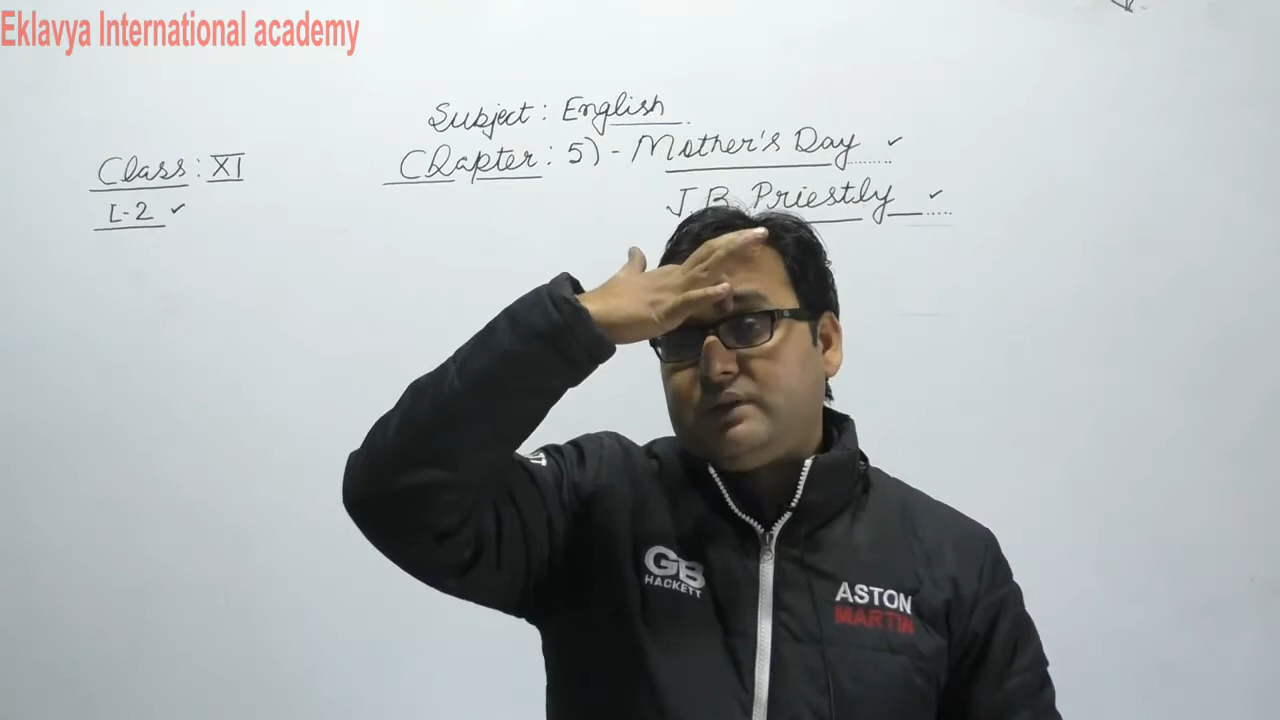 Eklavya International academy
Subject : English
Class : XI
Chapter : 5) - Mother's Day
L-2
J.B. Priestly
GB
HACKETT
ASTON
MARTIN